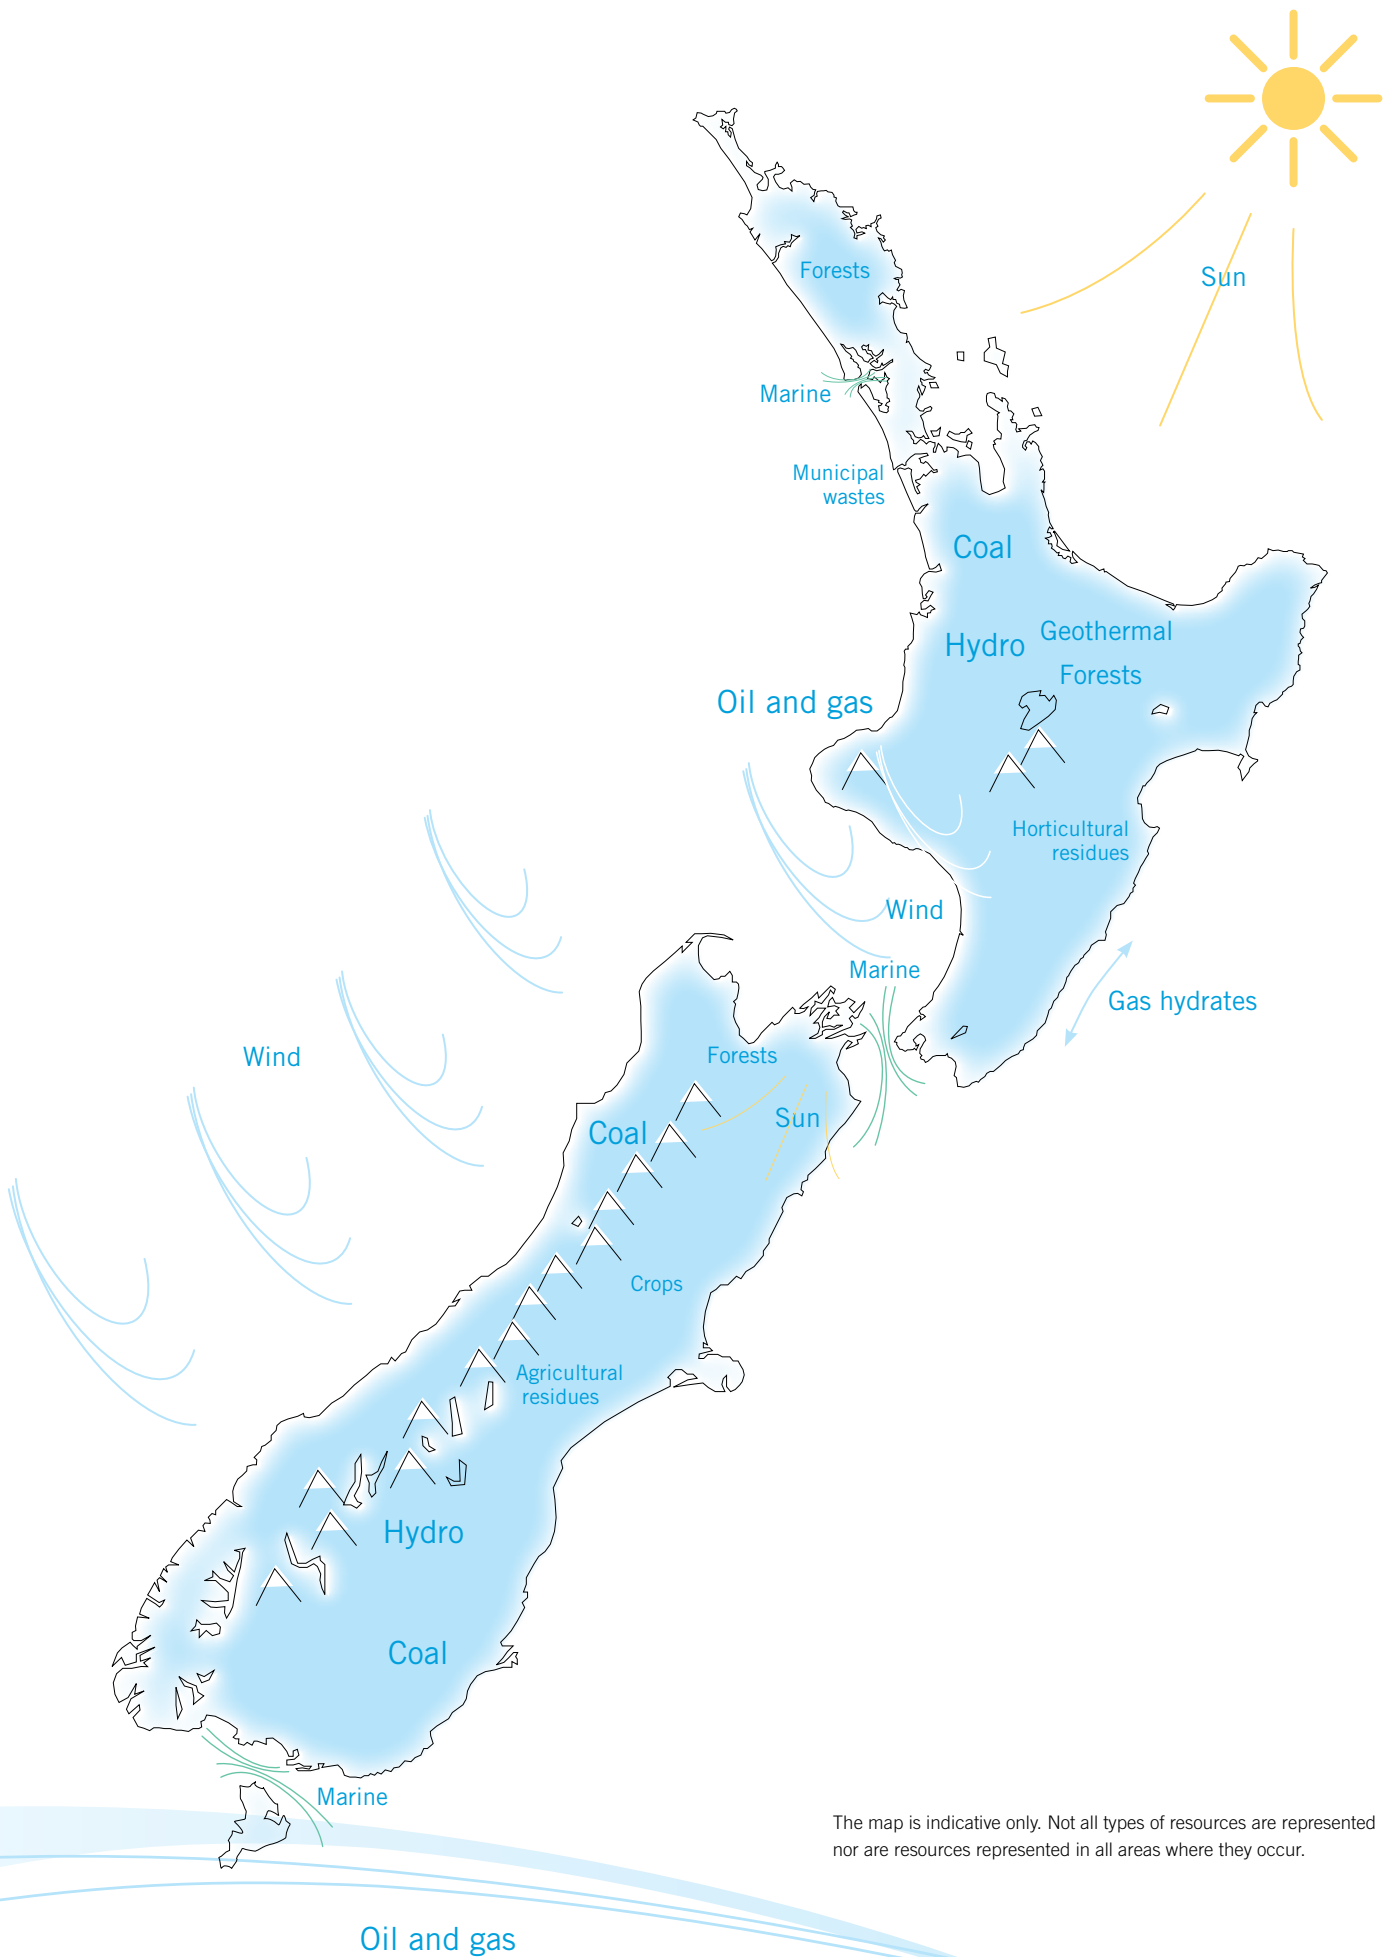 Forests
Sun
Marine
Municipal
wastes
Coal
Geothermal
Hydro
Forests
Oil and gas
Horticultural
residues
Wind
Marine
Gas hydrates
Wind
Forests
Sun
Coal
Crops
Agricultural
residues
Hydro
Coal
Marine
The map is indicative only. Not all types of resources are represented
nor are resources represented in all areas where they occur.
Oil and gas